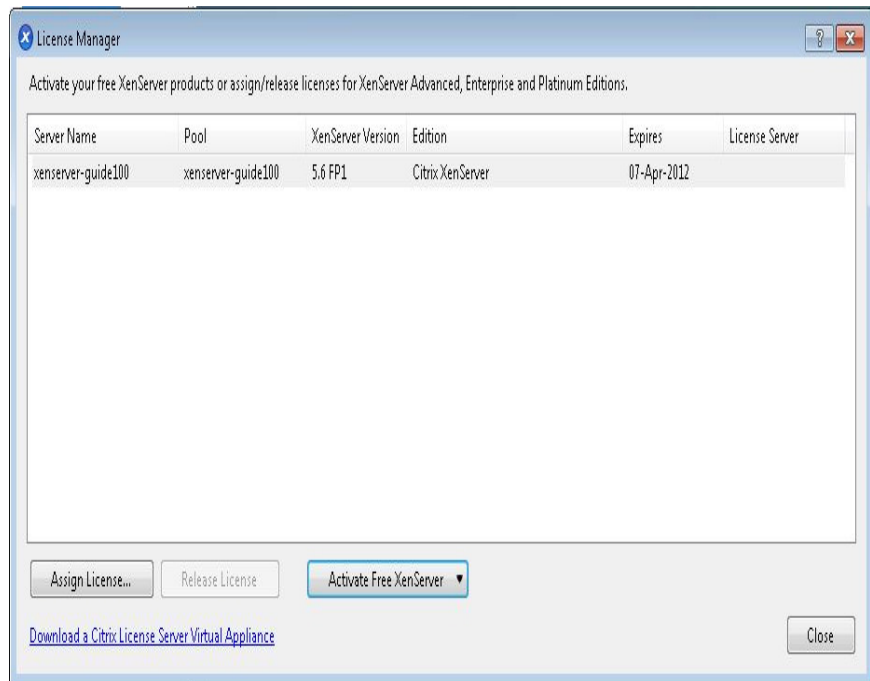 License Manager
Activate your free XenServer products or assign/release licenses for XenServer Advanced, Enterprise and Platinum Editions.
Server Name Pool XenServer Version Edition Expires License Server
xenserver-guide100 xenserver-guide100 5.6 FP1 Citrix XenServer 07-Apr-2012
Assign License... Release License Activate Free XenServer
Download a Citrix License Server Virtual Appliance
Close